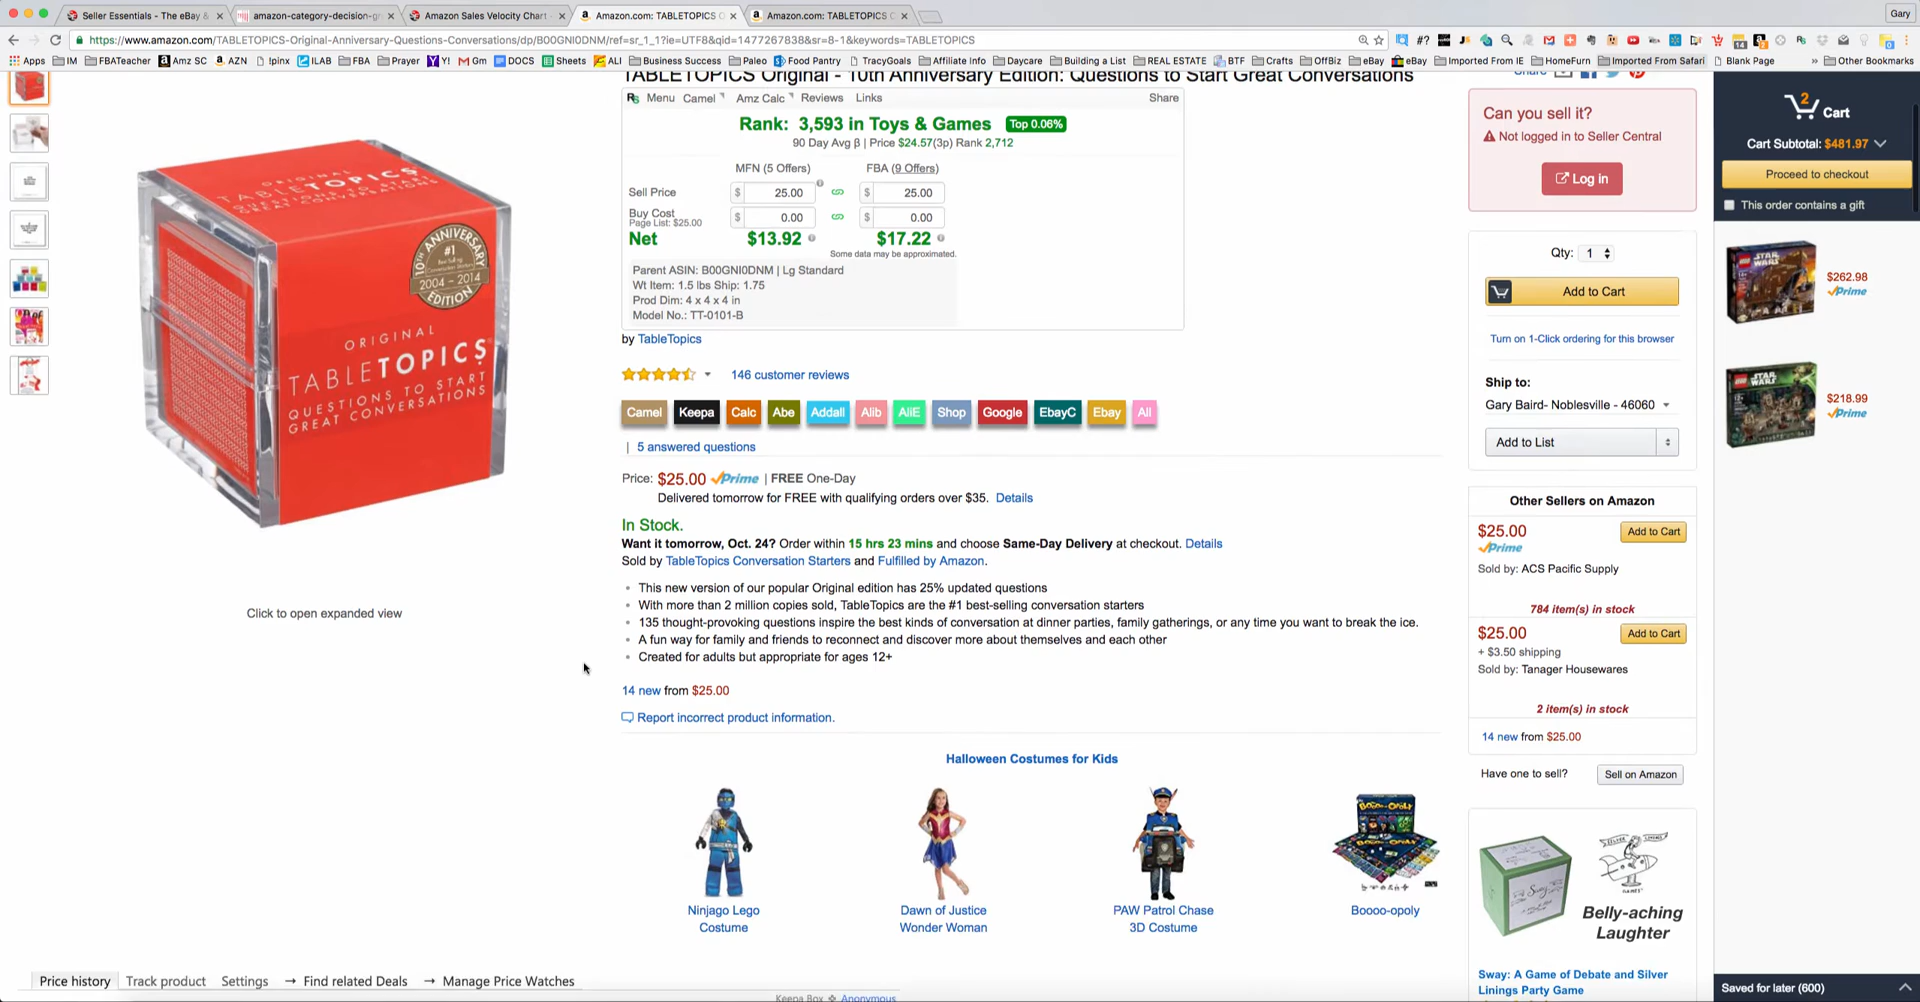 Seller Essentials - The eBay &
amazon-category-decision-gr
Amazon Sales Velocity Chart
Amazon.com: TABLETOPICS O
Amazon.com: TABLETOPICS C
Gary
https://www.amazon.com/TABLETOPICS-Original-Anniversary-Questions-Conversations/dp/B00GNI0DNM/ref=sr_1_1?ie=UTF8&qid=1477267838&sr=8-1&keywords=TABLETOPICS
Apps IM FBATeacher Amz SC AZN !pinx ILAB FBA Prayer Y! Gm DOCS Sheets ALI Business Success Paleo Food Pantry TracyGoals Affiliate Info Daycare Building a List REAL ESTATE BTF Crafts OffBiz eBay eBay Imported From IE HomeFurn Imported From Safari Blank Page » Other Bookmarks
TABLETOPICS Original - 10th Anniversary Edition: Questions to Start Great Conversations
Share
Menu Camel Amz Calc Reviews Links Share
Rank: 3,593 in Toys & Games Top 0.06%
90 Day Avg β | Price $24.57(3p) Rank 2,712
MFN (5 Offers) FBA (9 Offers)
Sell Price $ 25.00 $ 25.00
Buy Cost $ 0.00 $ 0.00
Page List: $25.00
Net $13.92 $17.22
Some data may be approximated.
Parent ASIN: B00GNI0DNM | Lg Standard
Wt Item: 1.5 lbs Ship: 1.75
Prod Dim: 4 x 4 x 4 in
Model No.: TT-0101-B
by TableTopics
146 customer reviews
Camel Keepa Calc Abe Addall Alib AliE Shop Google EbayC Ebay All
| 5 answered questions
Price: $25.00 Prime | FREE One-Day
Delivered tomorrow for FREE with qualifying orders over $35. Details
In Stock.
Want it tomorrow, Oct. 24? Order within 15 hrs 23 mins and choose Same-Day Delivery at checkout. Details
Sold by TableTopics Conversation Starters and Fulfilled by Amazon.
This new version of our popular Original edition has 25% updated questions
With more than 2 million copies sold, TableTopics are the #1 best-selling conversation starters
135 thought-provoking questions inspire the best kinds of conversation at dinner parties, family gatherings, or any time you want to break the ice.
A fun way for family and friends to reconnect and discover more about themselves and each other
Created for adults but appropriate for ages 12+
14 new from $25.00
Report incorrect product information.
ORIGINAL
TABLETOPICS
QUESTIONS TO START
GREAT CONVERSATIONS
10TH ANNIVERSARY
#1
2004 - 2014
EDITION
ORIGINAL
TABLETOPICS
QUESTIONS TO START
GREAT CONVERSATIONS
Click to open expanded view
Halloween Costumes for Kids
Ninjago Lego
Costume
Dawn of Justice
Wonder Woman
PAW Patrol Chase
3D Costume
Boooo-opoly
Can you sell it?
Not logged in to Seller Central
Log in
Qty: 1
Add to Cart
Turn on 1-Click ordering for this browser
Ship to:
Gary Baird- Noblesville - 46060
Add to List
Other Sellers on Amazon
$25.00 Add to Cart
Prime
Sold by: ACS Pacific Supply
784 item(s) in stock
$25.00 Add to Cart
+ $3.50 shipping
Sold by: Tanager Housewares
2 item(s) in stock
14 new from $25.00
Have one to sell? Sell on Amazon
Belly-aching
Laughter
Sway: A Game of Debate and Silver
Linings Party Game
2 Cart
Cart Subtotal: $481.97
Proceed to checkout
This order contains a gift
$262.98
Prime
$218.99
Prime
Saved for later (600)
Price history Track product Settings → Find related Deals → Manage Price Watches
Keepa Box Anonymous